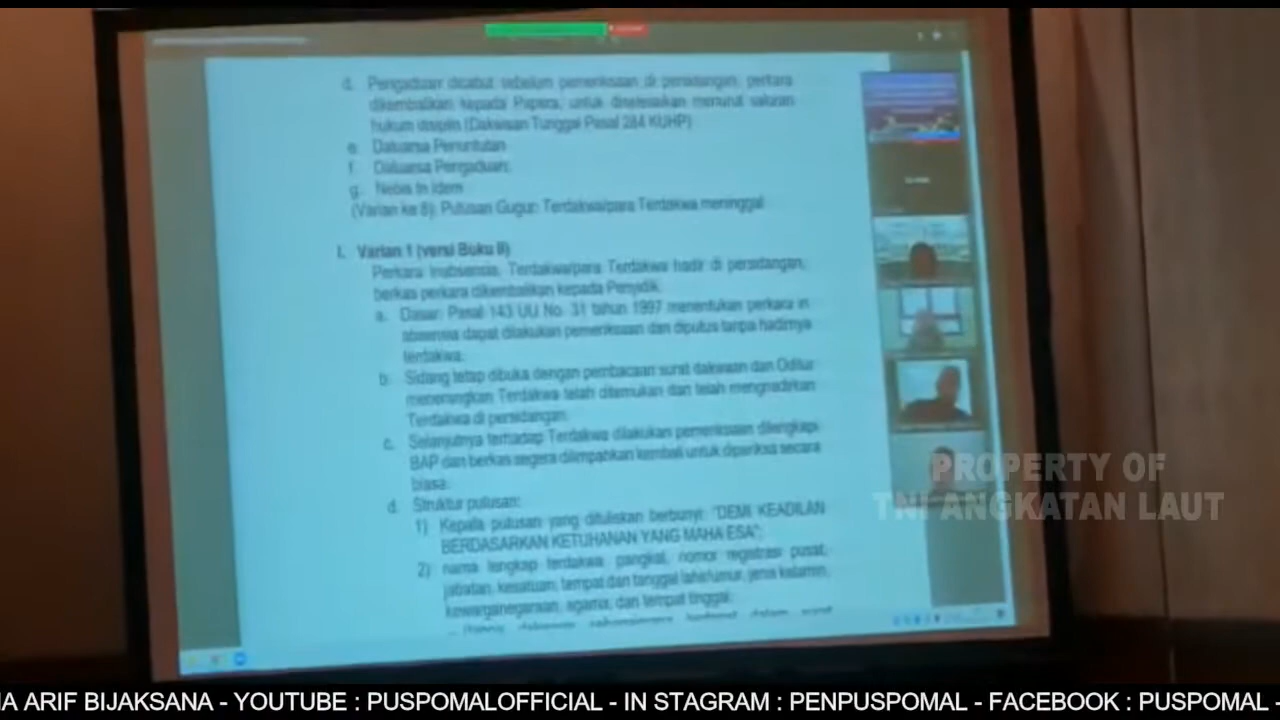 d. Pengaduan dicabut sebelum pemeriksaan di persidangan, perkara
dikembalikan kepada Papera, untuk diselesaikan menurut saluran
hukum disiplin (Dakwaan Tunggal Pasal 284 KUHP)
e. Daluarsa Penuntutan
f. Daluarsa Pengaduan;
g. Nebis In Idem
(Varian ke 8); Putusan Gugur: Terdakwa/para Terdakwa meninggal
I. Varian 1 (versi Buku II)
Perkara Inabsensia, Terdakwa/para Terdakwa hadir di persidangan,
berkas perkara dikembalikan kepada Penyidik.
a. Dasar: Pasal 143 UU No. 31 tahun 1997 menentukan perkara in
absensia dapat dilakukan pemeriksaan dan diputus tanpa hadirnya
terdakwa.
b. Sidang tetap dibuka dengan pembacaan surat dakwaan dan Oditur
menerangkan Terdakwa telah ditemukan dan telah menghadirkan
Terdakwa di persidangan.
c. Selanjutnya terhadap Terdakwa dilakukan pemeriksaan dilengkapi
BAP dan berkas segera dilimpahkan kembali untuk diperiksa secara
biasa.
d. Struktur putusan:
1) Kepala putusan yang dituliskan berbunyi: "DEMI KEADILAN
BERDASARKAN KETUHANAN YANG MAHA ESA";
2) nama lengkap terdakwa, pangkat, nomor registrasi pusat,
jabatan, kesatuan, tempat dan tanggal lahir/umur, jenis kelamin,
kewarganegaraan, agama, dan tempat tinggal;
PROPERTY OF
TNI ANGKATAN LAUT
IA ARIF BIJAKSANA - YOUTUBE : PUSPOMALOFFICIAL - IN STAGRAM : PENPUSPOMAL - FACEBOOK : PUSPOMAL -